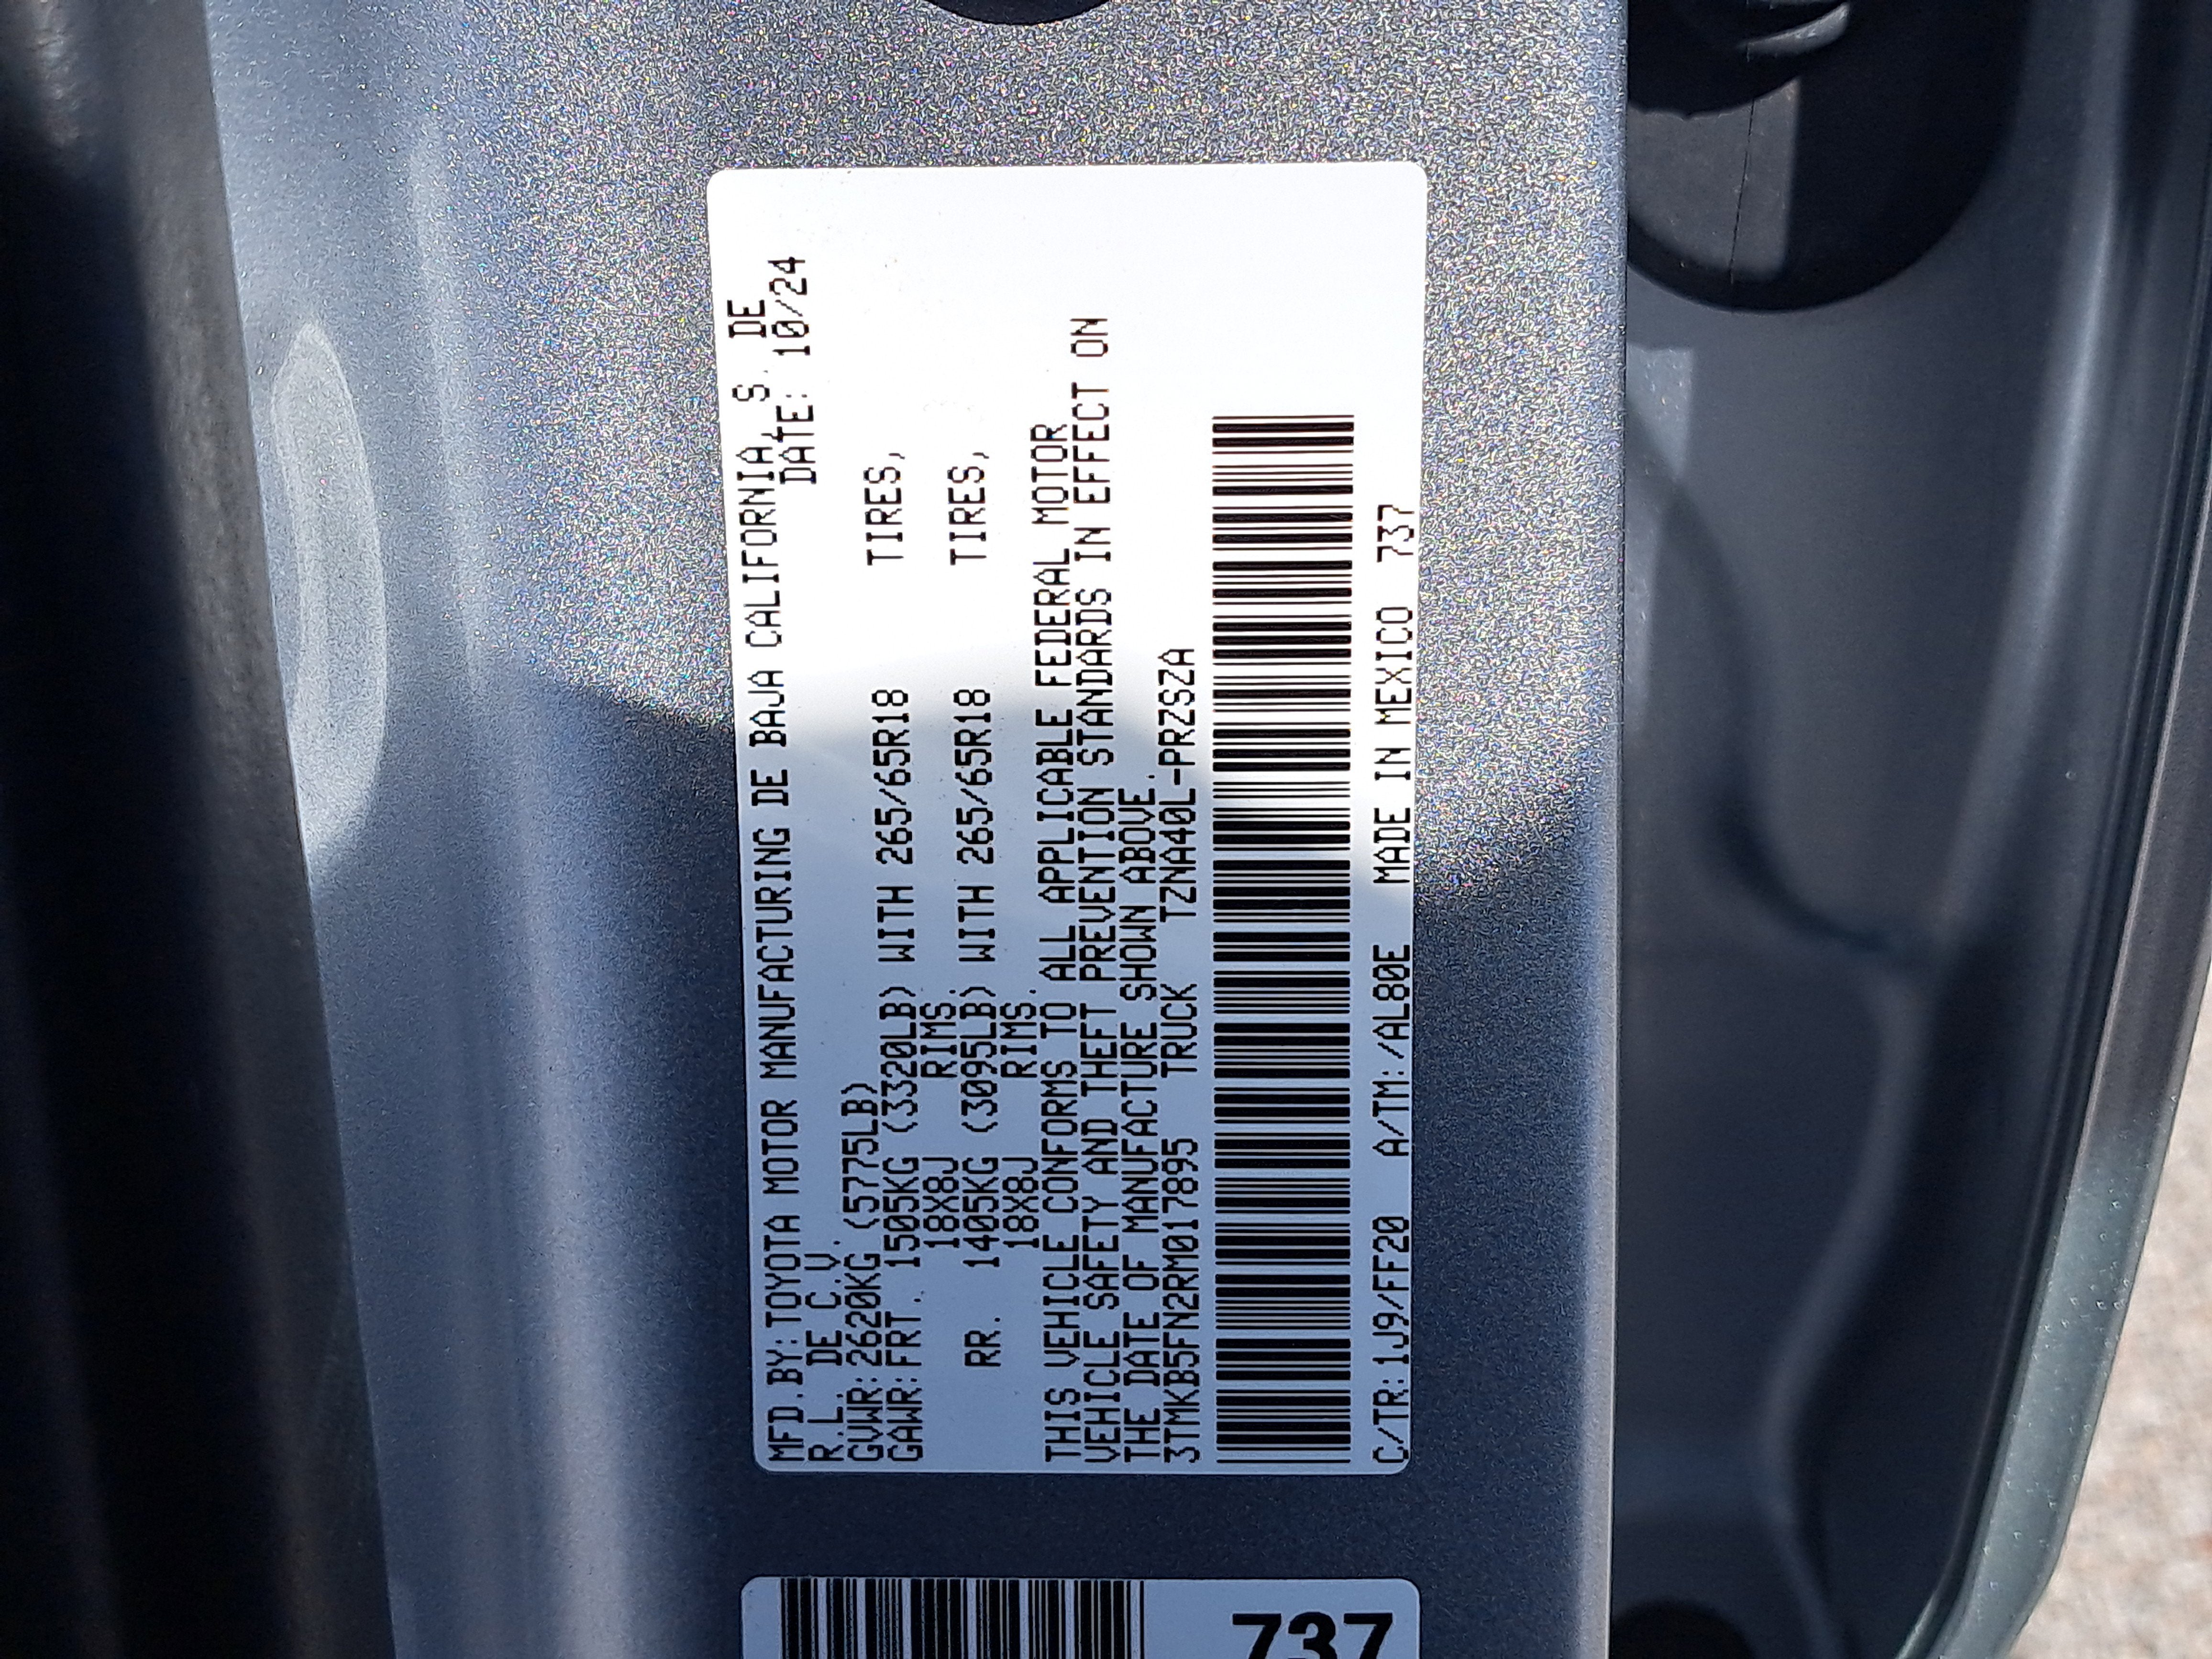 MFD.BY:TOYOTA MOTOR MANUFACTURING DE BAJA CALIFORNIA, S. DE
R.L. DE C.V. DATE: 10/24
GVWR:2620KG (5775LB)
GAWR:FRT. 1505KG (3320LB) WITH 265/65R18 TIRES,
18X8J RIMS.
RR. 1405KG (3095LB) WITH 265/65R18 TIRES,
18X8J RIMS.
THIS VEHICLE CONFORMS TO ALL APPLICABLE FEDERAL MOTOR
VEHICLE SAFETY AND THEFT PREVENTION STANDARDS IN EFFECT ON
THE DATE OF MANUFACTURE SHOWN ABOVE.
3TMKB5FN2RM017895 TRUCK TZNA40L-PRZSZA
C/TR:1J9/FF20 A/TM:/AL80E MADE IN MEXICO 737
737